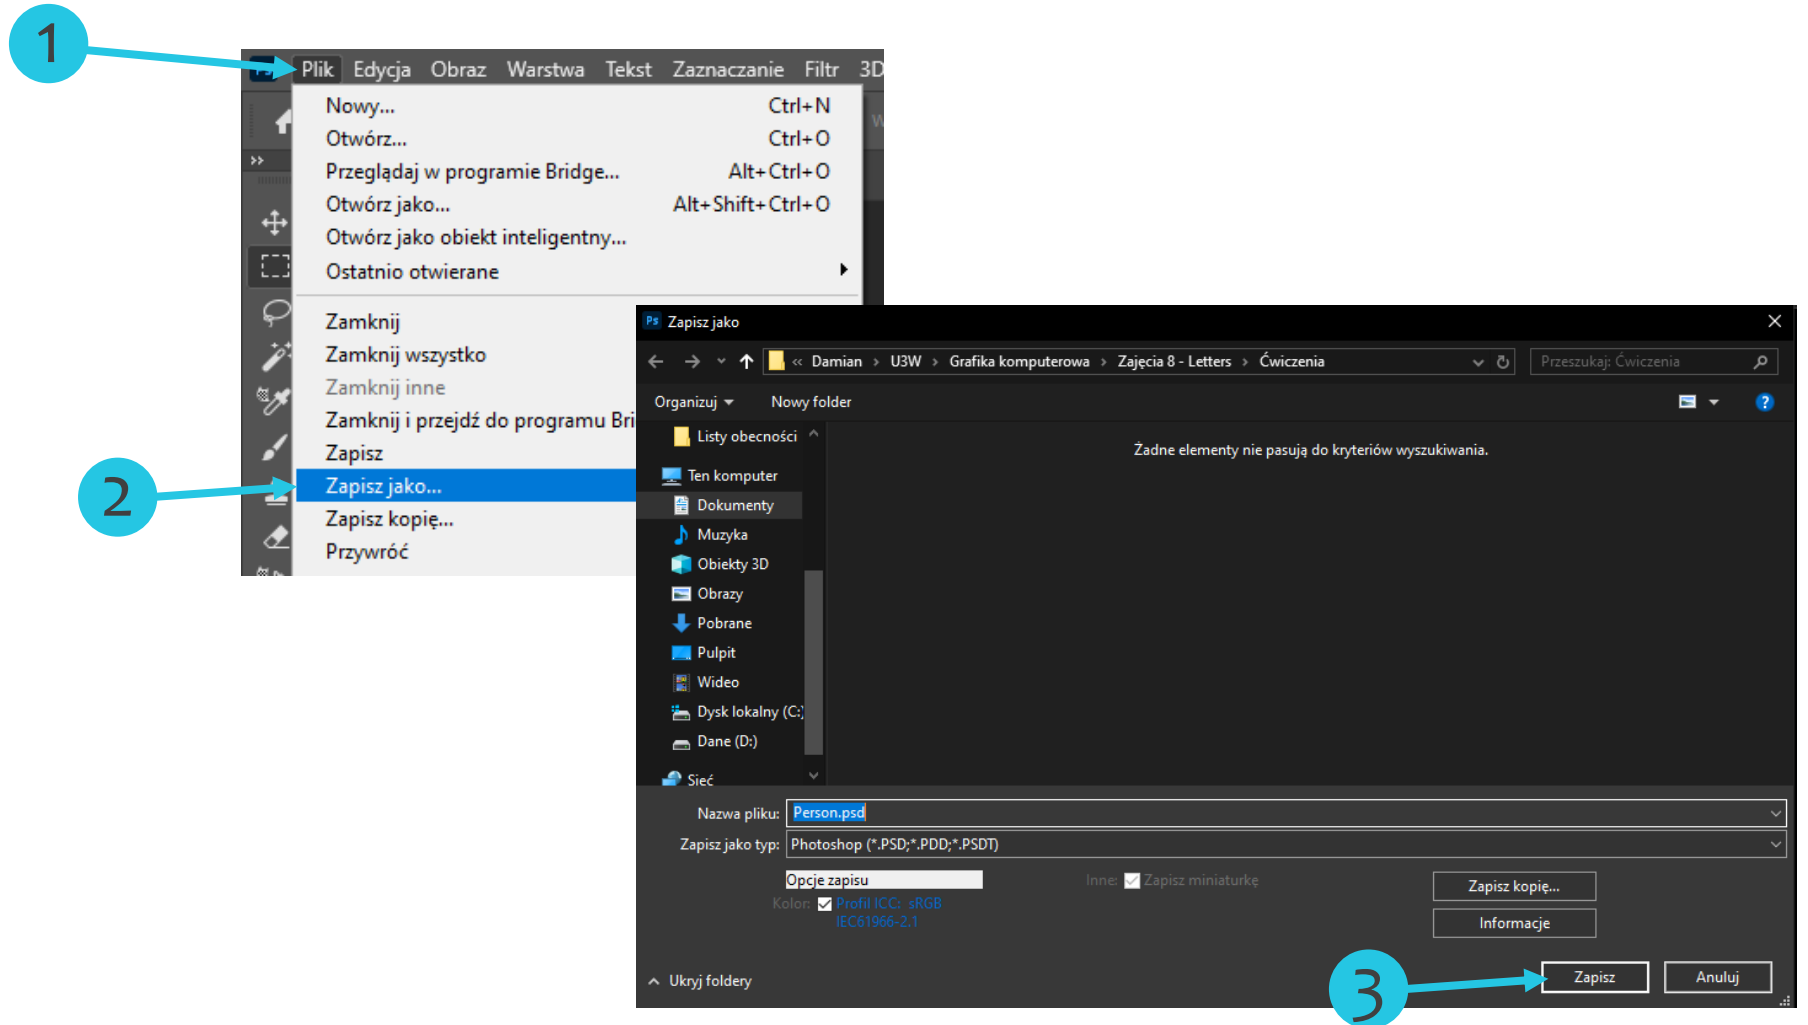 1
Ps Plik Edycja Obraz Warstwa Tekst Zaznaczanie Filtr 3D
Nowy... Ctrl+N
Otwórz... Ctrl+O
Przeglądaj w programie Bridge... Alt+Ctrl+O
Otwórz jako... Alt+Shift+Ctrl+O
Otwórz jako obiekt inteligentny...
Ostatnio otwierane
Zamknij
Zamknij wszystko
Zamknij inne
Zamknij i przejdź do programu Bri
Zapisz
2
Zapisz jako...
Zapisz kopię...
Przywróć
Ps Zapisz jako
« Damian › U3W › Grafika komputerowa › Zajęcia 8 - Letters › Ćwiczenia
Przeszukaj: Ćwiczenia
Organizuj Nowy folder
Listy obecności
Ten komputer
Dokumenty
Muzyka
Obiekty 3D
Obrazy
Pobrane
Pulpit
Wideo
Dysk lokalny (C:)
Dane (D:)
Sieć
Żadne elementy nie pasują do kryteriów wyszukiwania.
Nazwa pliku: Person.psd
Zapisz jako typ: Photoshop (*.PSD;*.PDD;*.PSDT)
Opcje zapisu
Kolor: Profil ICC: sRGB
IEC61966-2.1
Inne: Zapisz miniaturkę
Zapisz kopię...
Informacje
Ukryj foldery
3
Zapisz Anuluj